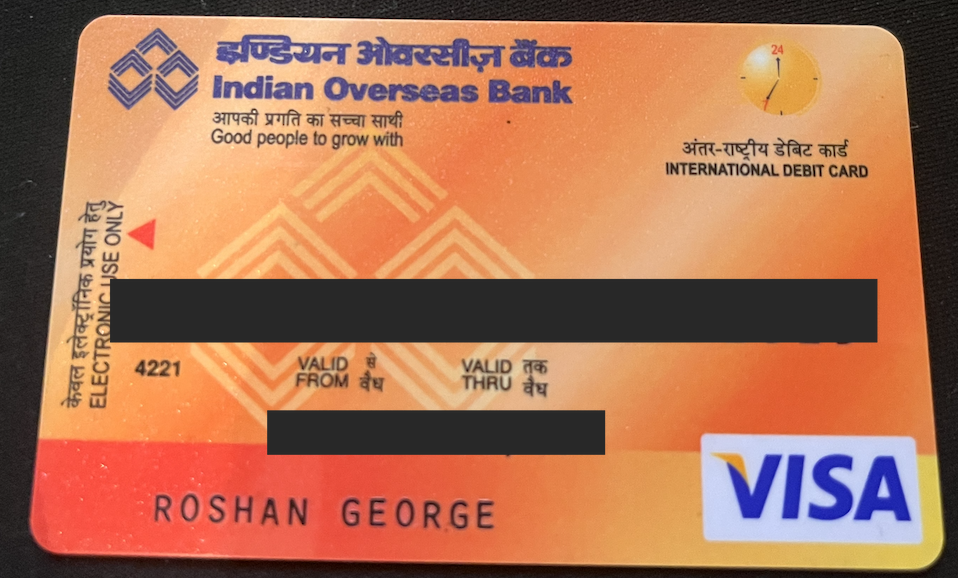 इण्डियन ओवरसीज़ बैंक
Indian Overseas Bank
आपकी प्रगति का सच्चा साथी
Good people to grow with
24
7
अंतर-राष्ट्रीय डेबिट कार्ड
INTERNATIONAL DEBIT CARD
केवल इलेक्ट्रॉनिक प्रयोग हेतु
ELECTRONIC USE ONLY
4221
VALID से
FROM वैध
VALID तक
THRU वैध
ROSHAN GEORGE
VISA